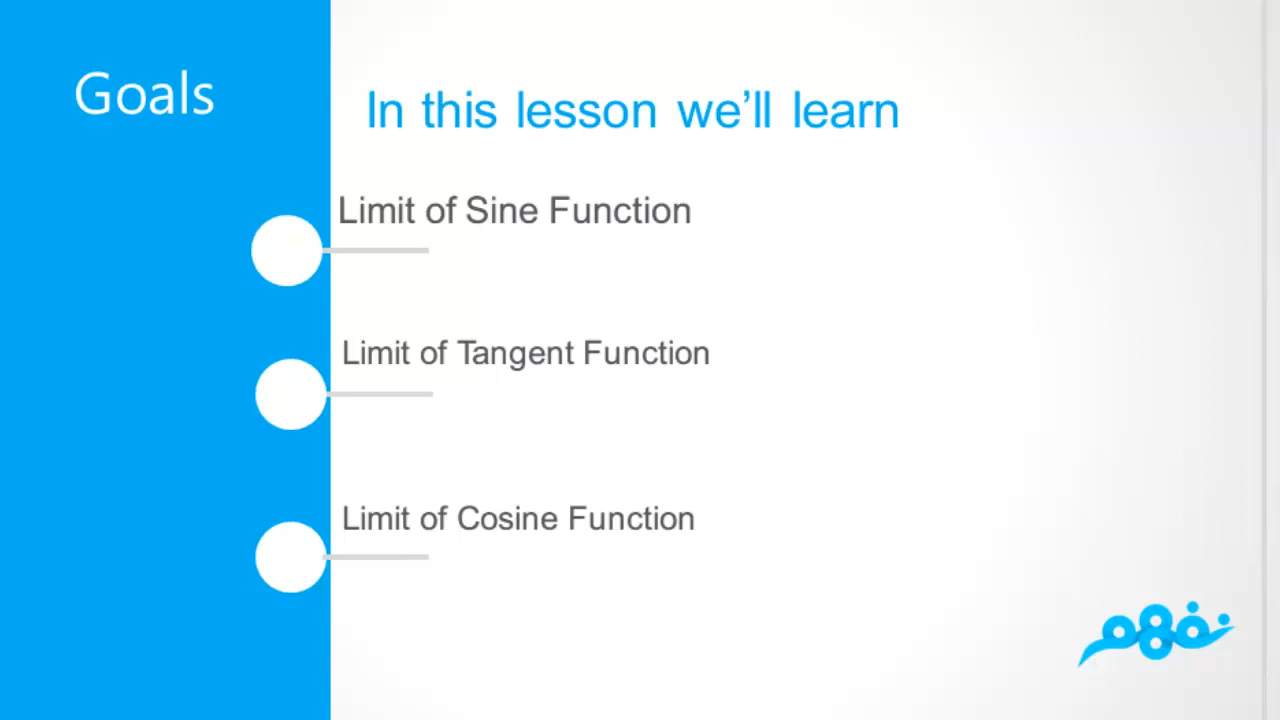 Goals
In this lesson we’ll learn
Limit of Sine Function
Limit of Tangent Function
Limit of Cosine Function
نفهم